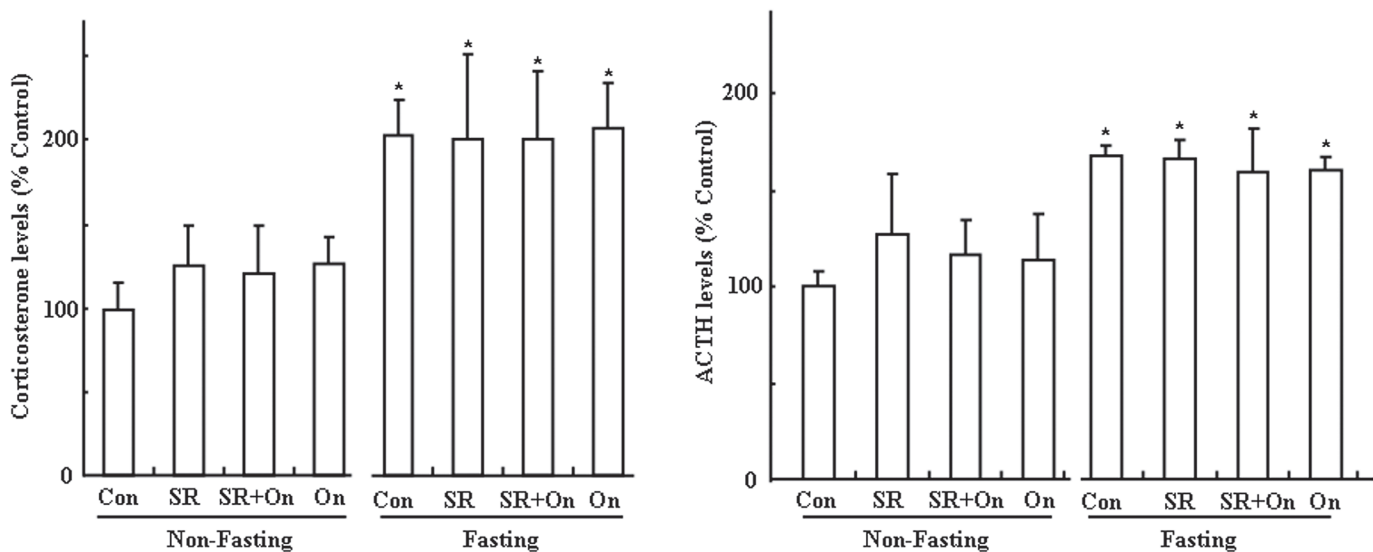 Corticosterone levels (% Control)
200
100
0
* * * *
Con SR SR+On On Con SR SR+On On
Non-Fasting Fasting
ACTH levels (% Control)
200
100
0
* * * *
Con SR SR+On On Con SR SR+On On
Non-Fasting Fasting